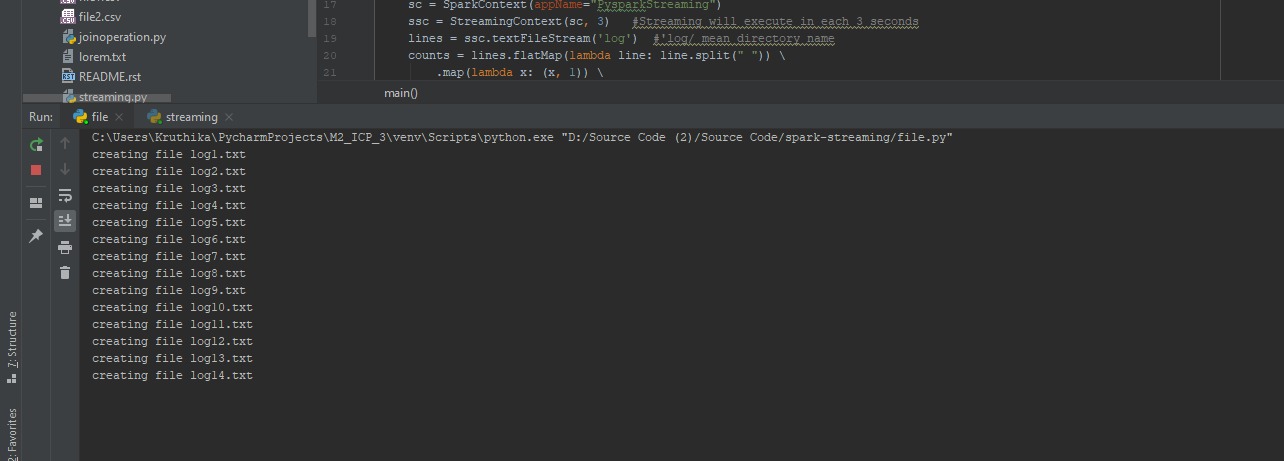 file2.csv
joinoperation.py
lorem.txt
README.rst
streaming.py
17 sc = SparkContext(appName="PysparkStreaming")
18 ssc = StreamingContext(sc, 3) #Streaming will execute in each 3 seconds
19 lines = ssc.textFileStream('log') #'log/ mean directory name
20 counts = lines.flatMap(lambda line: line.split(" ")) \
21 .map(lambda x: (x, 1)) \
main()
Run: file streaming
C:\Users\Kruthika\PycharmProjects\M2_ICP_3\venv\Scripts\python.exe "D:/Source Code (2)/Source Code/spark-streaming/file.py"
creating file log1.txt
creating file log2.txt
creating file log3.txt
creating file log4.txt
creating file log5.txt
creating file log6.txt
creating file log7.txt
creating file log8.txt
creating file log9.txt
creating file log10.txt
creating file log11.txt
creating file log12.txt
creating file log13.txt
creating file log14.txt
7: Structure
2: Favorites